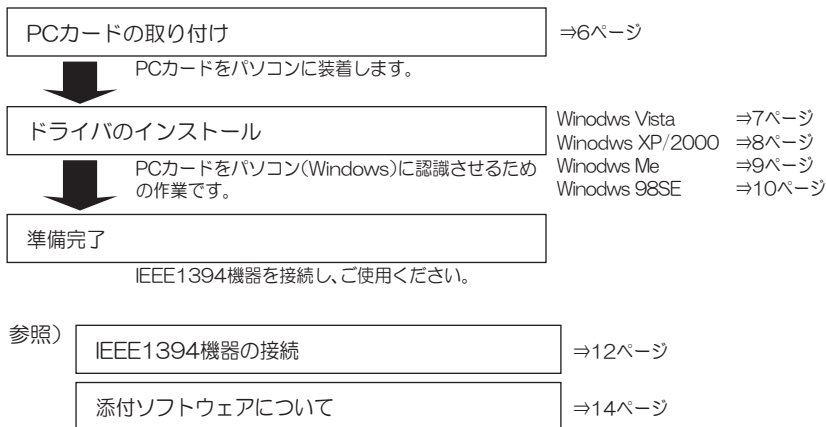 PCカードの取り付け ⇒6ページ
PCカードをパソコンに装着します。
ドライバのインストール
Winodws Vista ⇒7ページ
Winodws XP/2000 ⇒8ページ
Winodws Me ⇒9ページ
Winodws 98SE ⇒10ページ
PCカードをパソコン(Windows)に認識させるため
の作業です。
準備完了
IEEE1394機器を接続し、ご使用ください。
参照）
IEEE1394機器の接続 ⇒12ページ
添付ソフトウェアについて ⇒14ページ